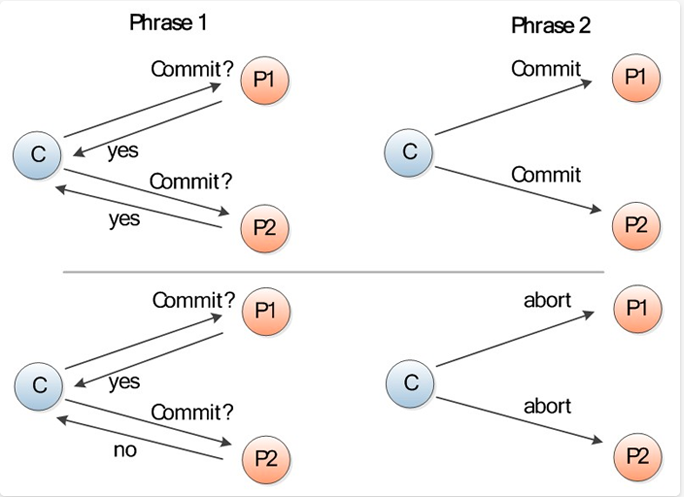 Phrase 1
Phrase 2
Commit?
P1
C
yes
Commit?
yes
P2
Commit
P1
C
Commit
P2
Commit?
P1
C
yes
Commit?
no
P2
abort
P1
C
abort
P2